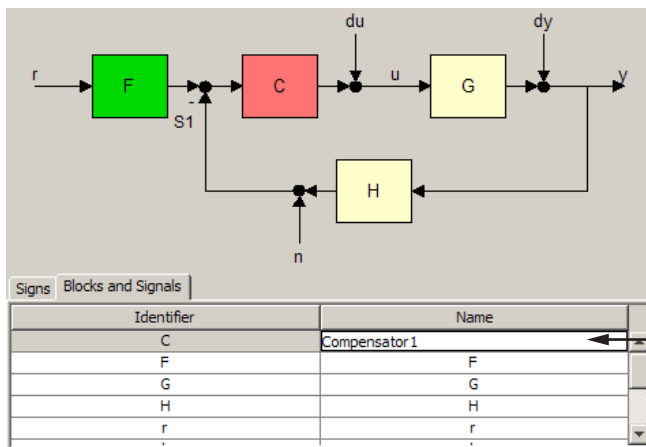 du
dy
r
F
C
u
G
y
-
S1
H
n
Signs
Blocks and Signals
Identifier Name
C Compensator1
F F
G G
H H
r r